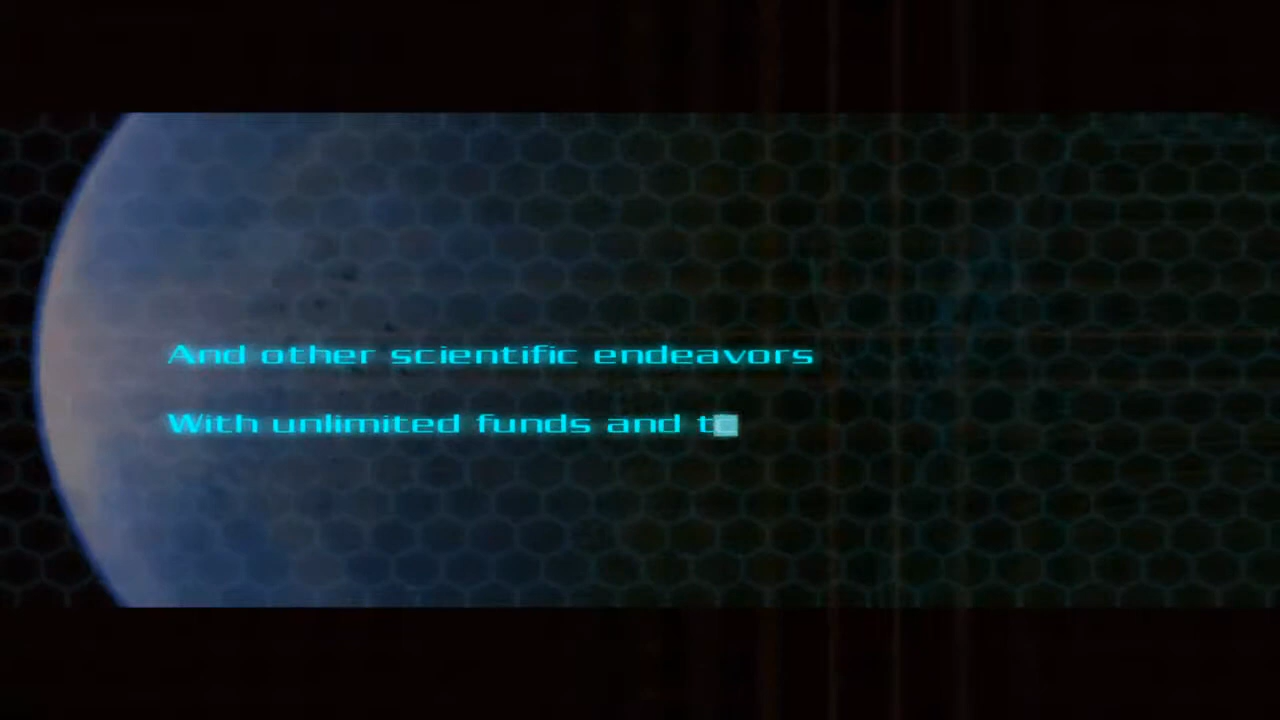 And other scientific endeavors
With unlimited funds and